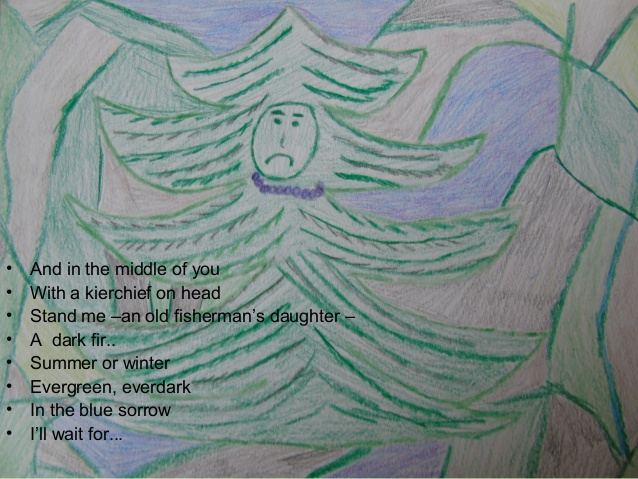 • And in the middle of you
• With a kierchief on head
• Stand me –an old fisherman's daughter –
• A  dark fir..
• Summer or winter
• Evergreen, everdark
• In the blue sorrow
• I'll wait for...